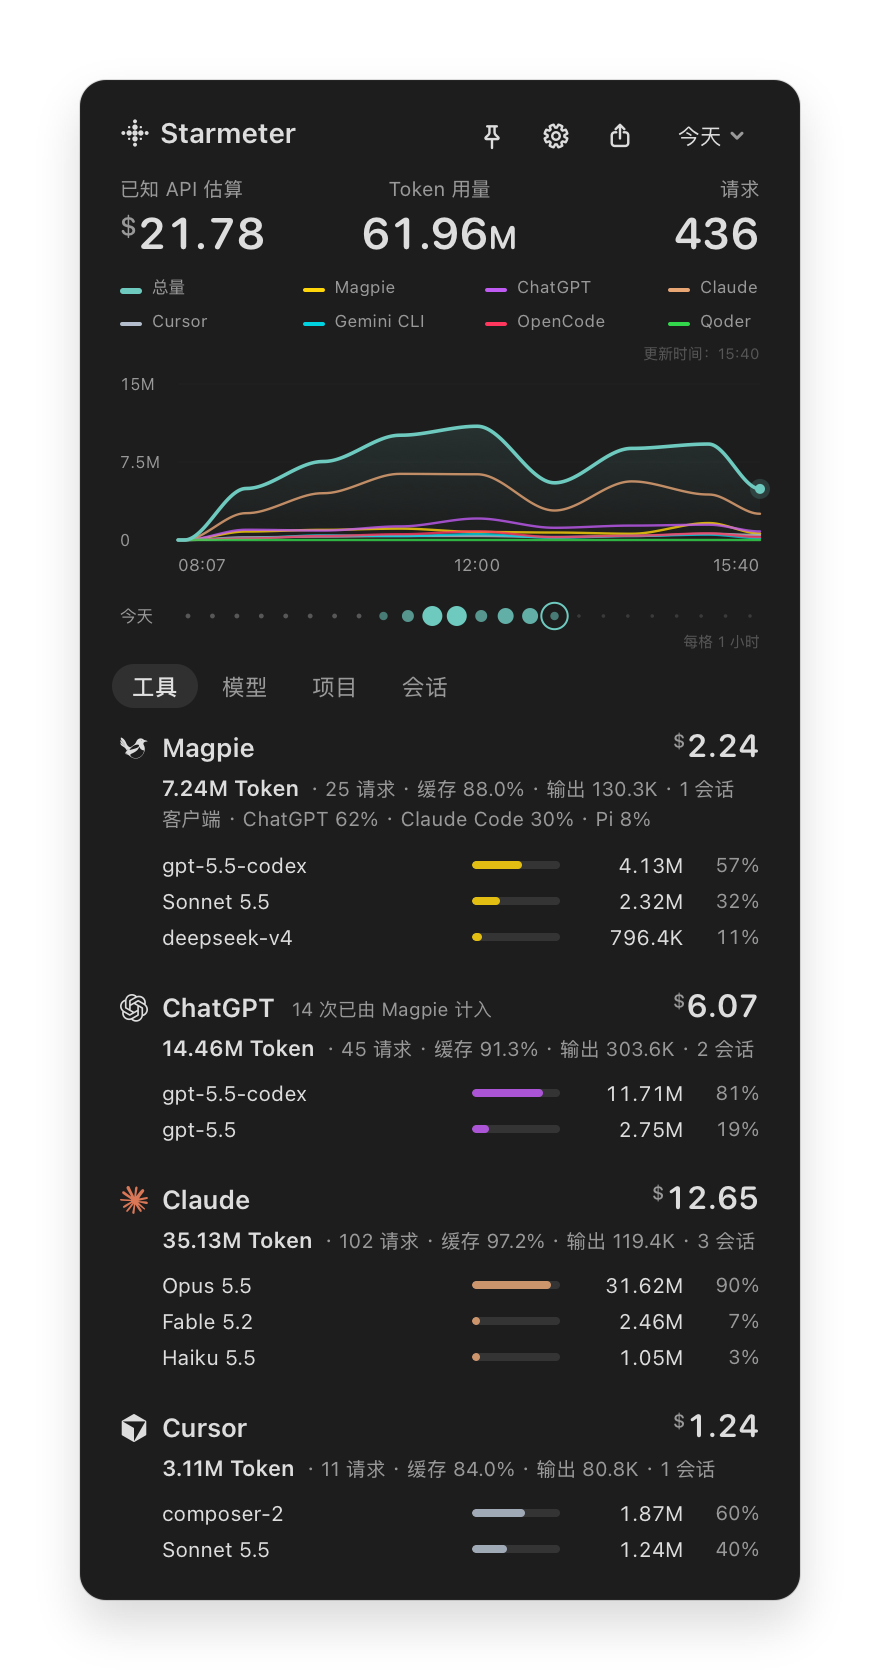 Starmeter 今天
已知 API 估算 Token 用量 请求
$21.78 61.96M 436
总量 Magpie ChatGPT Claude
Cursor Gemini CLI OpenCode Qoder
更新时间：15:40
15M
7.5M
0
08:07 12:00 15:40
今天
每格 1 小时
工具 模型 项目 会话
Magpie $2.24
7.24M Token · 25 请求 · 缓存 88.0% · 输出 130.3K · 1 会话
客户端 · ChatGPT 62% · Claude Code 30% · Pi 8%
gpt-5.5-codex 4.13M 57%
Sonnet 5.5 2.32M 32%
deepseek-v4 796.4K 11%
ChatGPT 14 次已由 Magpie 计入 $6.07
14.46M Token · 45 请求 · 缓存 91.3% · 输出 303.6K · 2 会话
gpt-5.5-codex 11.71M 81%
gpt-5.5 2.75M 19%
Claude $12.65
35.13M Token · 102 请求 · 缓存 97.2% · 输出 119.4K · 3 会话
Opus 5.5 31.62M 90%
Fable 5.2 2.46M 7%
Haiku 5.5 1.05M 3%
Cursor $1.24
3.11M Token · 11 请求 · 缓存 84.0% · 输出 80.8K · 1 会话
composer-2 1.87M 60%
Sonnet 5.5 1.24M 40%